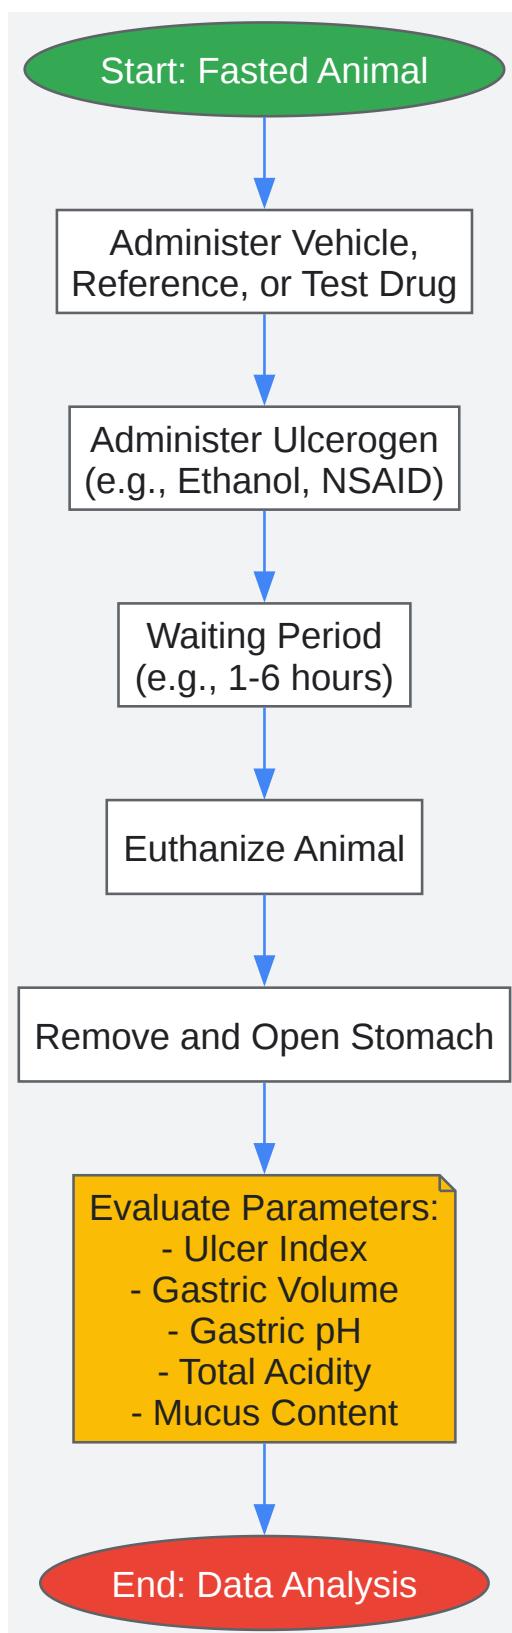 Start: Fasted Animal
Administer Vehicle,
Reference, or Test Drug
Administer Ulcerogen
(e.g., Ethanol, NSAID)
Waiting Period
(e.g., 1-6 hours)
Euthanize Animal
Remove and Open Stomach
Evaluate Parameters:
- Ulcer Index
- Gastric Volume
- Gastric pH
- Total Acidity
- Mucus Content
End: Data Analysis